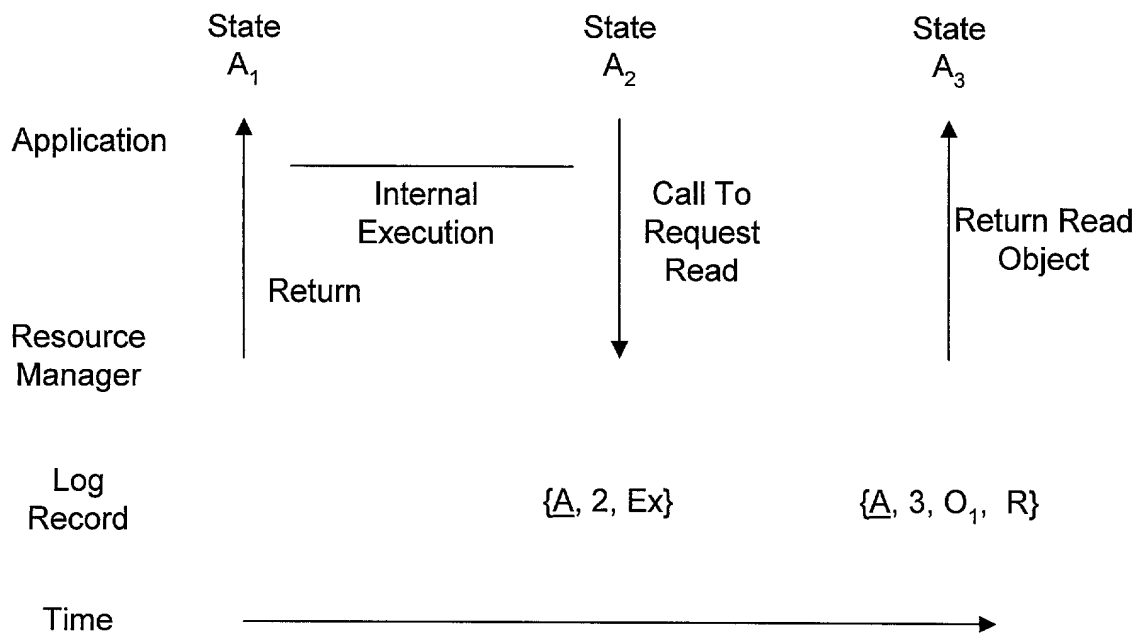 State
A₁
State
A₂
State
A₃
Application
Internal
Execution
Call To
Request
Read
Return Read
Object
Return
Resource
Manager
Log
Record
{A, 2, Ex}
{A, 3, O₁, R}
Time